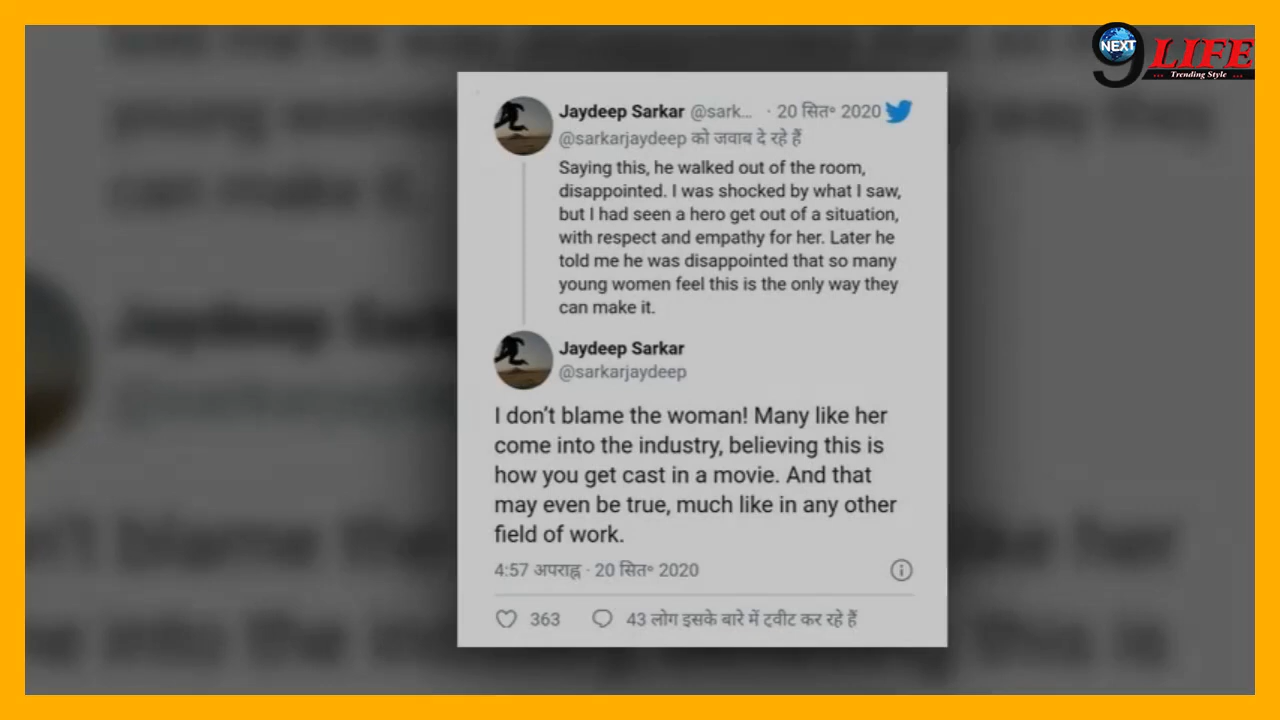 NEXT
9 LIFE
... Trending Style ...
Jaydeep Sarkar @sark... · 20 सित॰ 2020
@sarkarjaydeep को जवाब दे रहे हैं
Saying this, he walked out of the room,
disappointed. I was shocked by what I saw,
but I had seen a hero get out of a situation,
with respect and empathy for her. Later he
told me he was disappointed that so many
young women feel this is the only way they
can make it.
Jaydeep Sarkar
@sarkarjaydeep
I don't blame the woman! Many like her
come into the industry, believing this is
how you get cast in a movie. And that
may even be true, much like in any other
field of work.
4:57 अपराह्न · 20 सित॰ 2020
363 43 लोग इसके बारे में ट्वीट कर रहे हैं